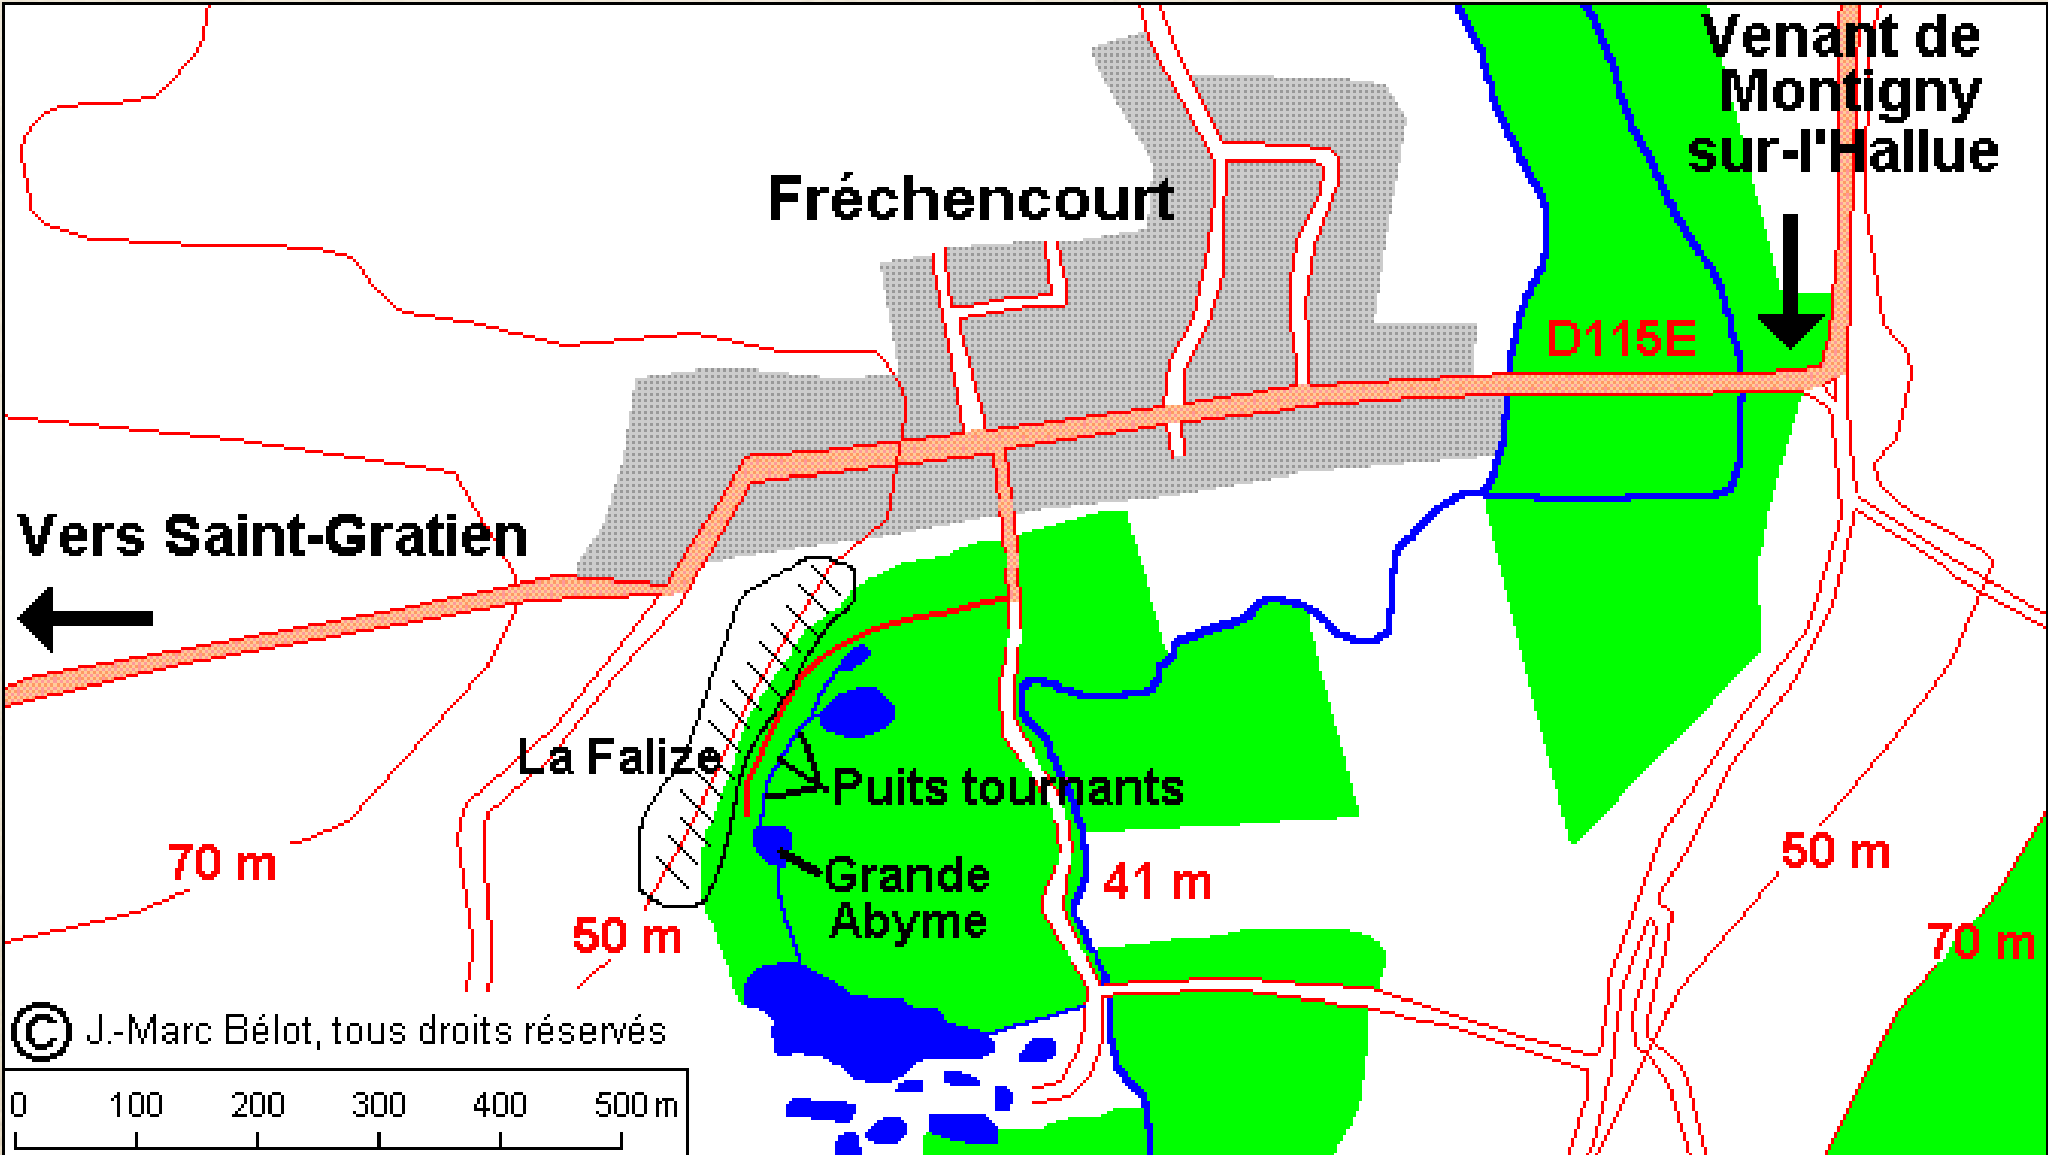 Venant de
Montigny
sur-l'Hallue
Fréchencourt
D115E
Vers Saint-Gratien
La Falize
Puits tournants
70 m
50 m
Grande
Abyme
41 m
50 m
70 m
© J.-Marc Bélot, tous droits réservés
0 100 200 300 400 500 m